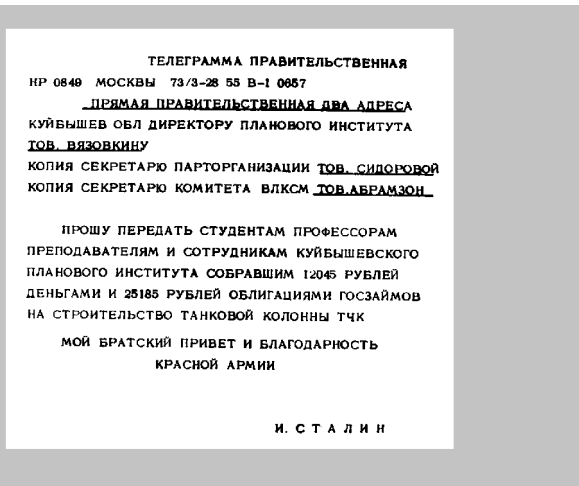 ТЕЛЕГРАММА ПРАВИТЕЛЬСТВЕННАЯ
НР 0849 МОСКВЫ 73/3-28 55 В-1 0657
ПРЯМАЯ ПРАВИТЕЛЬСТВЕННАЯ ДВА АДРЕСА
КУЙБЫШЕВ ОБЛ ДИРЕКТОРУ ПЛАНОВОГО ИНСТИТУТА
ТОВ. ВЯЗОВКИНУ
КОПИЯ СЕКРЕТАРЮ ПАРТОРГАНИЗАЦИИ ТОВ. СИДОРОВОЙ
КОПИЯ СЕКРЕТАРЮ КОМИТЕТА ВЛКСМ ТОВ.АБРАМЗОН
ПРОШУ ПЕРЕДАТЬ СТУДЕНТАМ ПРОФЕССОРАМ
ПРЕПОДАВАТЕЛЯМ И СОТРУДНИКАМ КУЙБЫШЕВСКОГО
ПЛАНОВОГО ИНСТИТУТА СОБРАВШИМ 12045 РУБЛЕЙ
ДЕНЬГАМИ И 25185 РУБЛЕЙ ОБЛИГАЦИЯМИ ГОСЗАЙМОВ
НА СТРОИТЕЛЬСТВО ТАНКОВОЙ КОЛОННЫ ТЧК
МОЙ БРАТСКИЙ ПРИВЕТ И БЛАГОДАРНОСТЬ
КРАСНОЙ АРМИИ
И. СТАЛИН